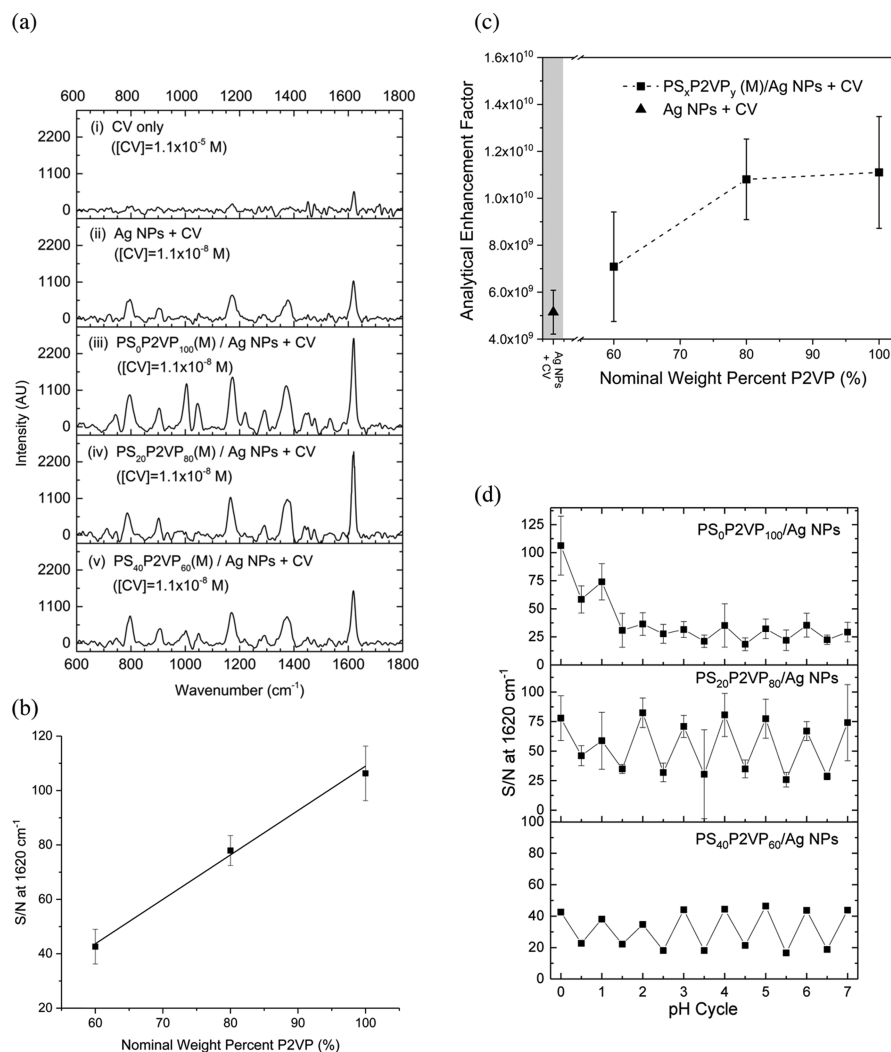 (a)
600 800 1000 1200 1400 1600 1800
(i) CV only
([CV]=1.1x10⁻⁵ M)
2200
1100
0
(ii) Ag NPs + CV
([CV]=1.1x10⁻⁸ M)
2200
1100
0
(iii) PS₀P2VP₁₀₀(M) / Ag NPs + CV
([CV]=1.1x10⁻⁸ M)
2200
1100
0
(iv) PS₂₀P2VP₈₀(M) / Ag NPs + CV
([CV]=1.1x10⁻⁸ M)
2200
1100
0
(v) PS₄₀P2VP₆₀(M) / Ag NPs + CV
([CV]=1.1x10⁻⁸ M)
2200
1100
0
600 800 1000 1200 1400 1600 1800
Wavenumber (cm⁻¹)
Intensity (AU)
(b)
120
100
80
60
40
20
60 70 80 90 100
Nominal Weight Percent P2VP (%)
S/N at 1620 cm⁻¹
(c)
1.6x10¹⁰
1.4x10¹⁰
1.2x10¹⁰
1.0x10¹⁰
8.0x10⁹
6.0x10⁹
4.0x10⁹
Analytical Enhancement Factor
PSₓP2VPᵧ (M)/Ag NPs + CV
Ag NPs + CV
Ag NPs
+ CV
60 70 80 90 100
Nominal Weight Percent P2VP (%)
(d)
PS₀P2VP₁₀₀/Ag NPs
125
100
75
50
25
0
PS₂₀P2VP₈₀/Ag NPs
100
75
50
25
0
PS₄₀P2VP₆₀/Ag NPs
100
80
60
40
20
0
0 1 2 3 4 5 6 7
pH Cycle
S/N at 1620 cm⁻¹